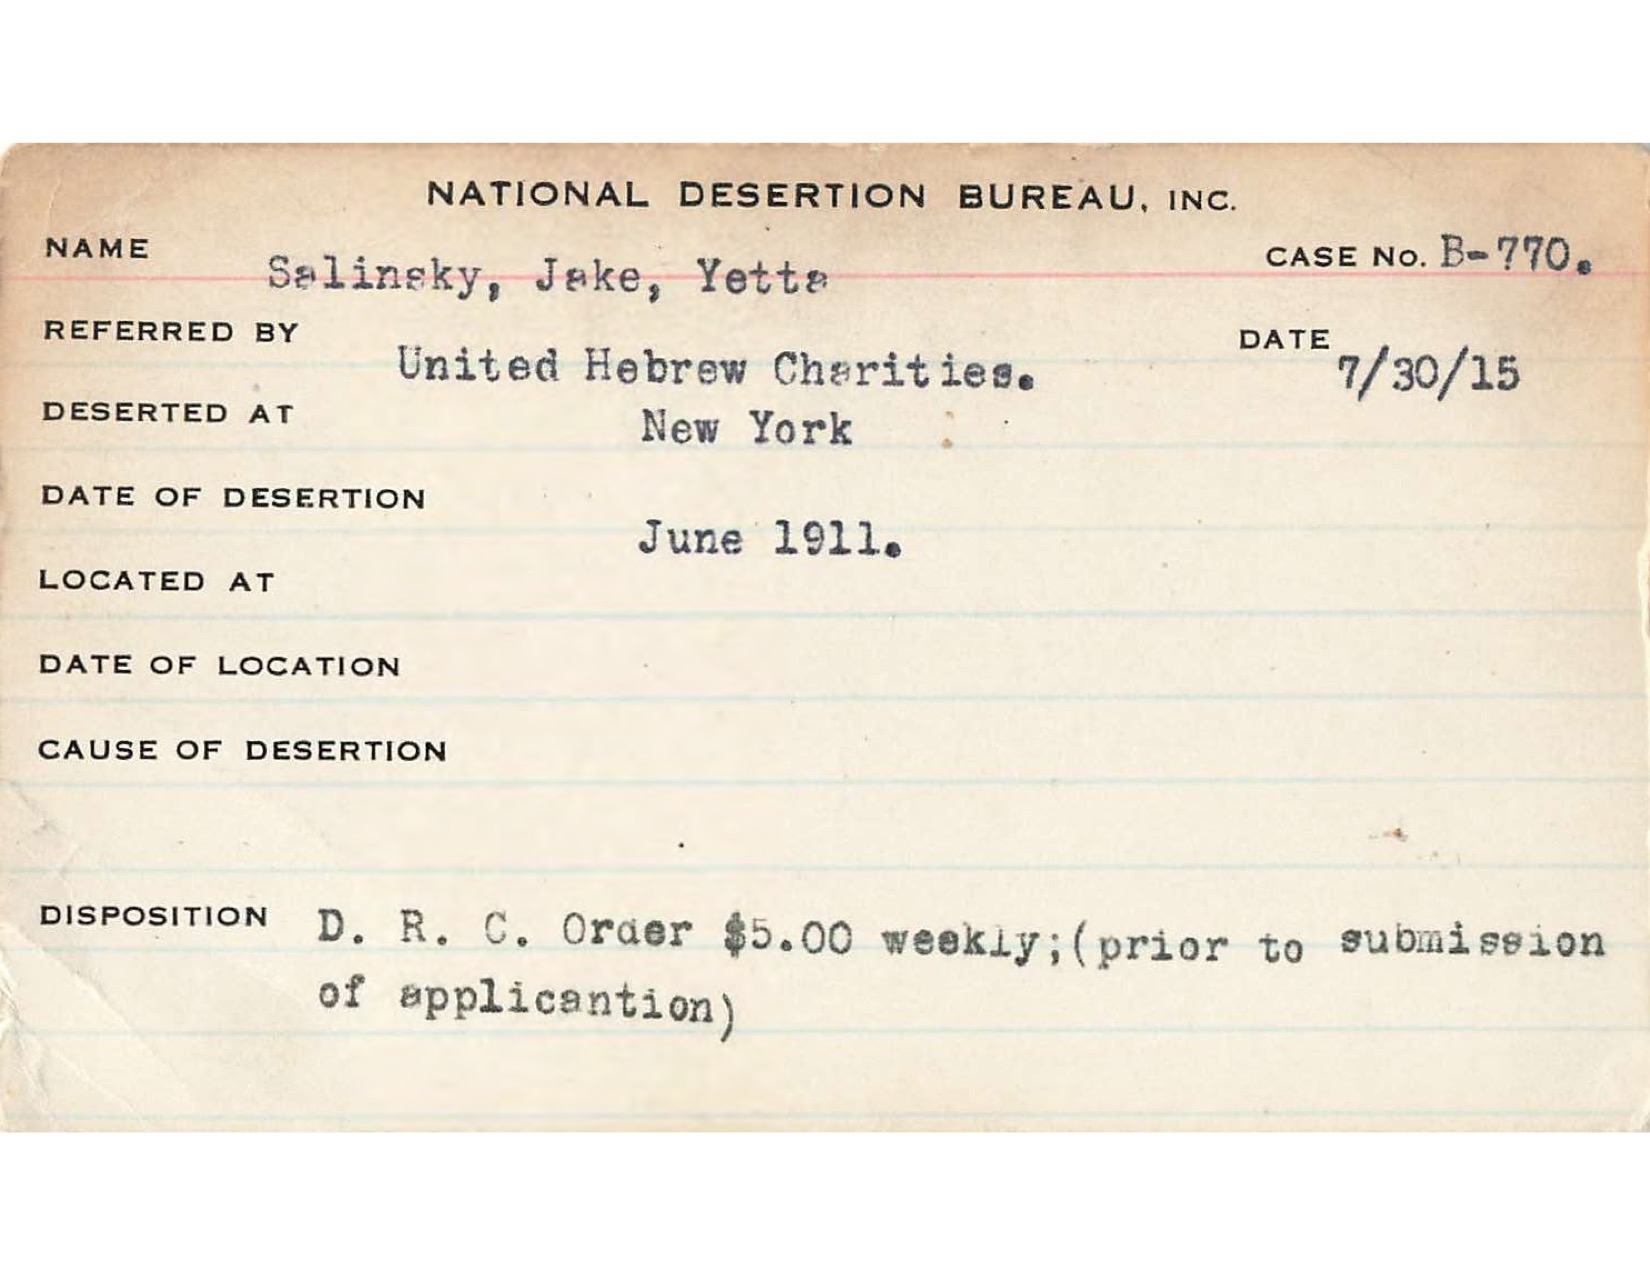 NATIONAL DESERTION BUREAU, INC.
NAME Salinsky, Jake, Yetta CASE No. B-770.
REFERRED BY United Hebrew Charities. DATE 7/30/15
DESERTED AT New York
DATE OF DESERTION June 1911.
LOCATED AT
DATE OF LOCATION
CAUSE OF DESERTION
DISPOSITION D. R. C. Order $5.00 weekly;(prior to submission
of applicantion)